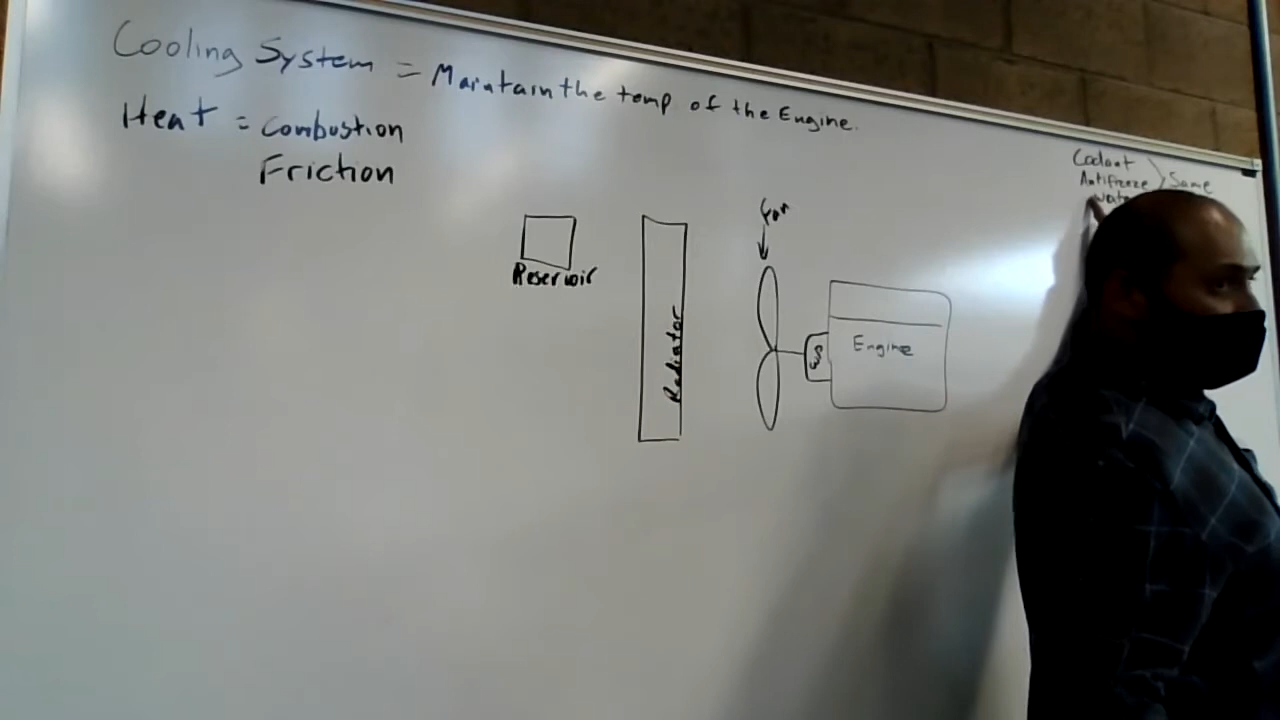 Cooling System = Maintain the temp of the Engine.
Heat = Combustion
Friction
Coolant
Antifreeze
Same
fan
Reservoir
Radiator
Engine